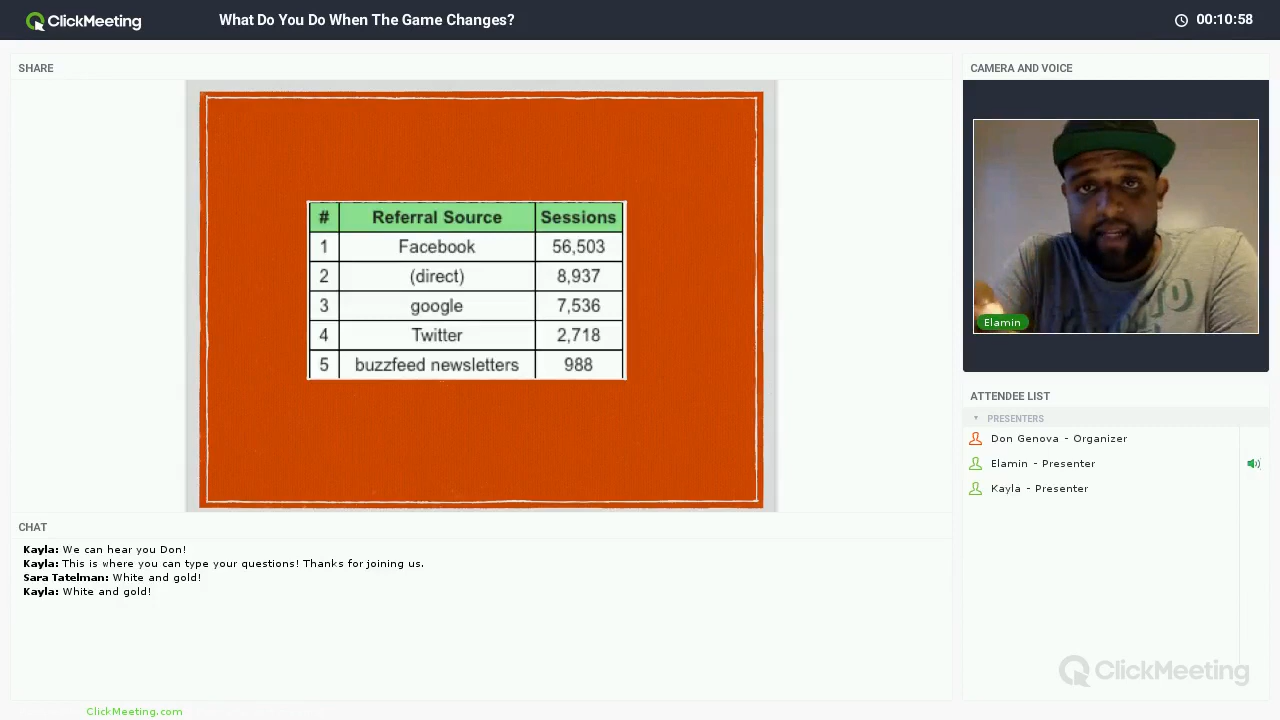 ClickMeeting
What Do You Do When The Game Changes?
00:10:58
SHARE
# Referral Source Sessions
1 Facebook 56,503
2 (direct) 8,937
3 google 7,536
4 Twitter 2,718
5 buzzfeed newsletters 988
CHAT
Kayla: We can hear you Don!
Kayla: This is where you can type your questions! Thanks for joining us.
Sara Tatelman: White and gold!
Kayla: White and gold!
CAMERA AND VOICE
Elamin
ATTENDEE LIST
PRESENTERS
Don Genova - Organizer
Elamin - Presenter
Kayla - Presenter
ClickMeeting
ClickMeeting.com